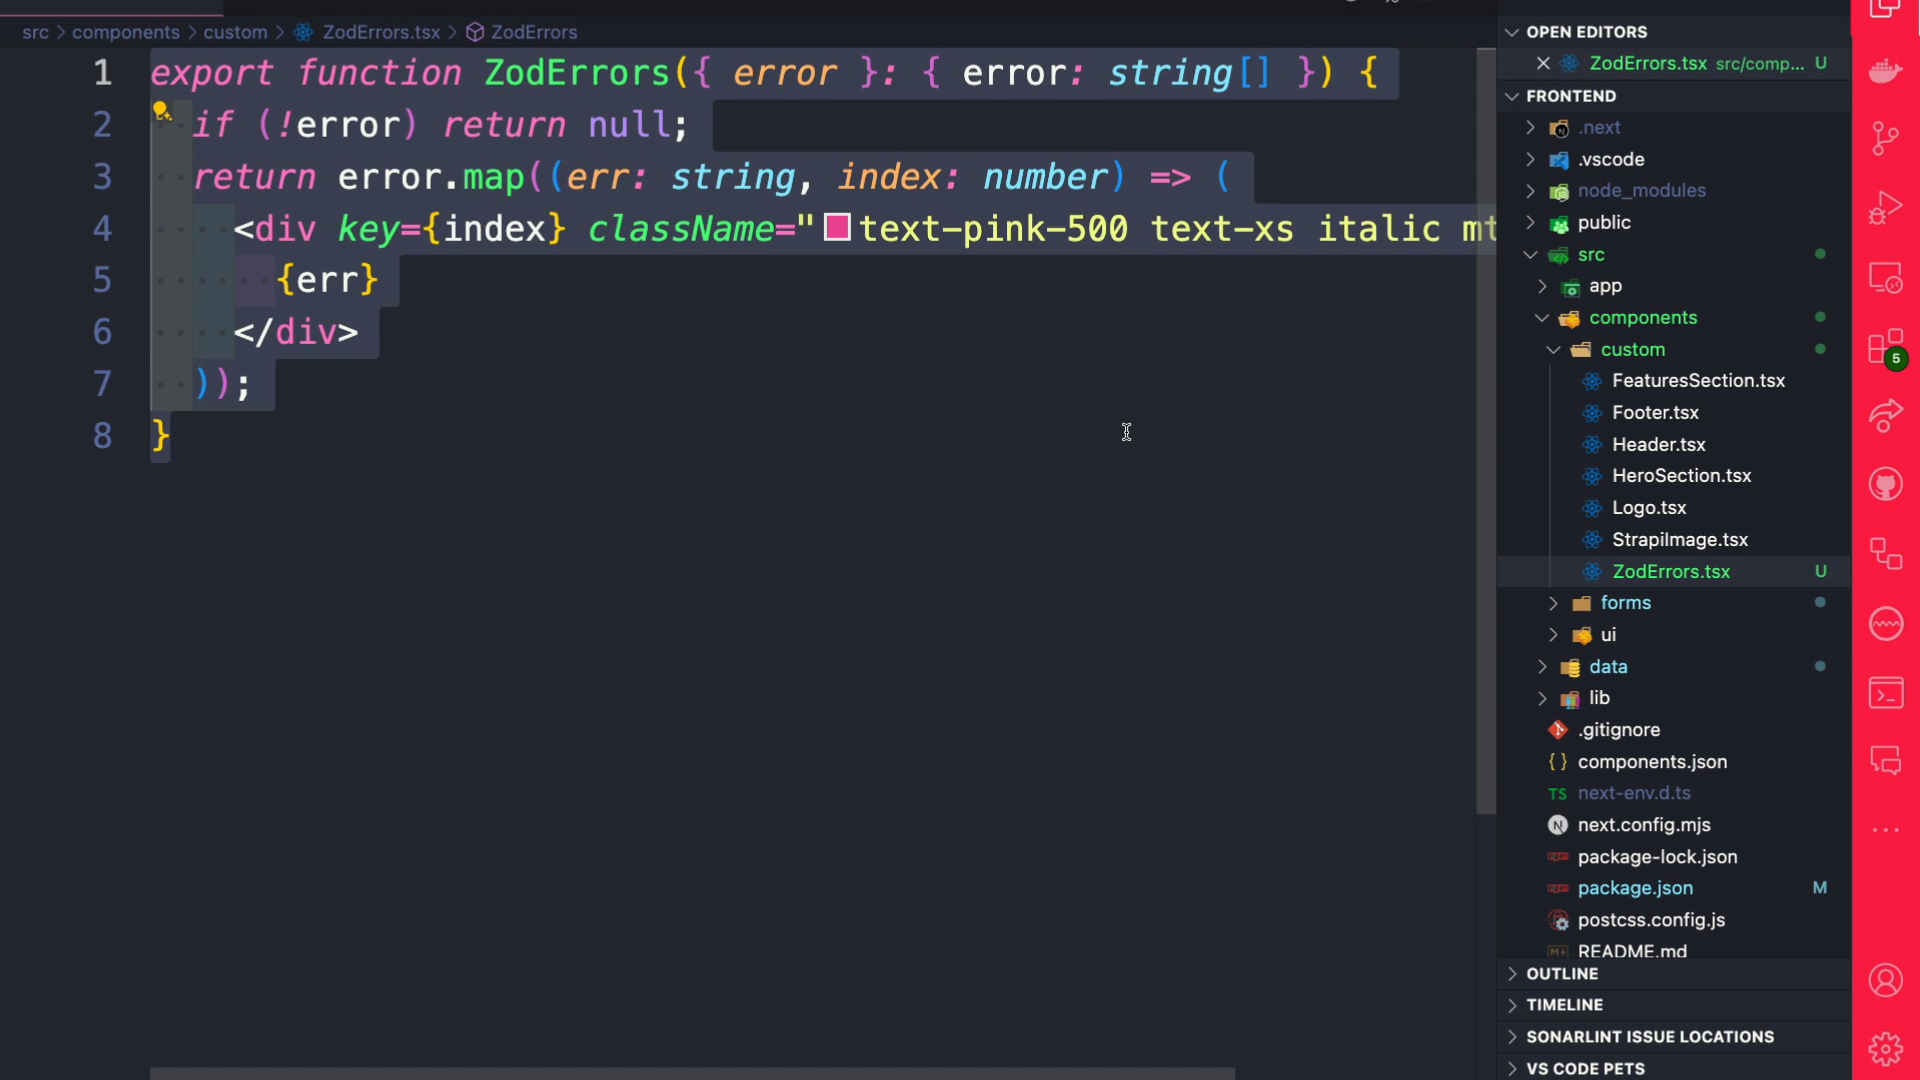 src > components > custom > ZodErrors.tsx > ZodErrors
1 export function ZodErrors({ error }: { error: string[] }) {
2 if (!error) return null;
3 return error.map((err: string, index: number) => (
4 <div key={index} className="text-pink-500 text-xs italic mt
5 {err}
6 </div>
7 ));
8 }
OPEN EDITORS
ZodErrors.tsx src/comp... U
FRONTEND
.next
.vscode
node_modules
public
src
app
components
custom
FeaturesSection.tsx
Footer.tsx
Header.tsx
HeroSection.tsx
Logo.tsx
StrapiImage.tsx
ZodErrors.tsx U
forms
ui
data
lib
.gitignore
{ } components.json
TS next-env.d.ts
N next.config.mjs
package-lock.json
package.json M
postcss.config.js
README.md
OUTLINE
TIMELINE
SONARLINT ISSUE LOCATIONS
VS CODE PETS
5